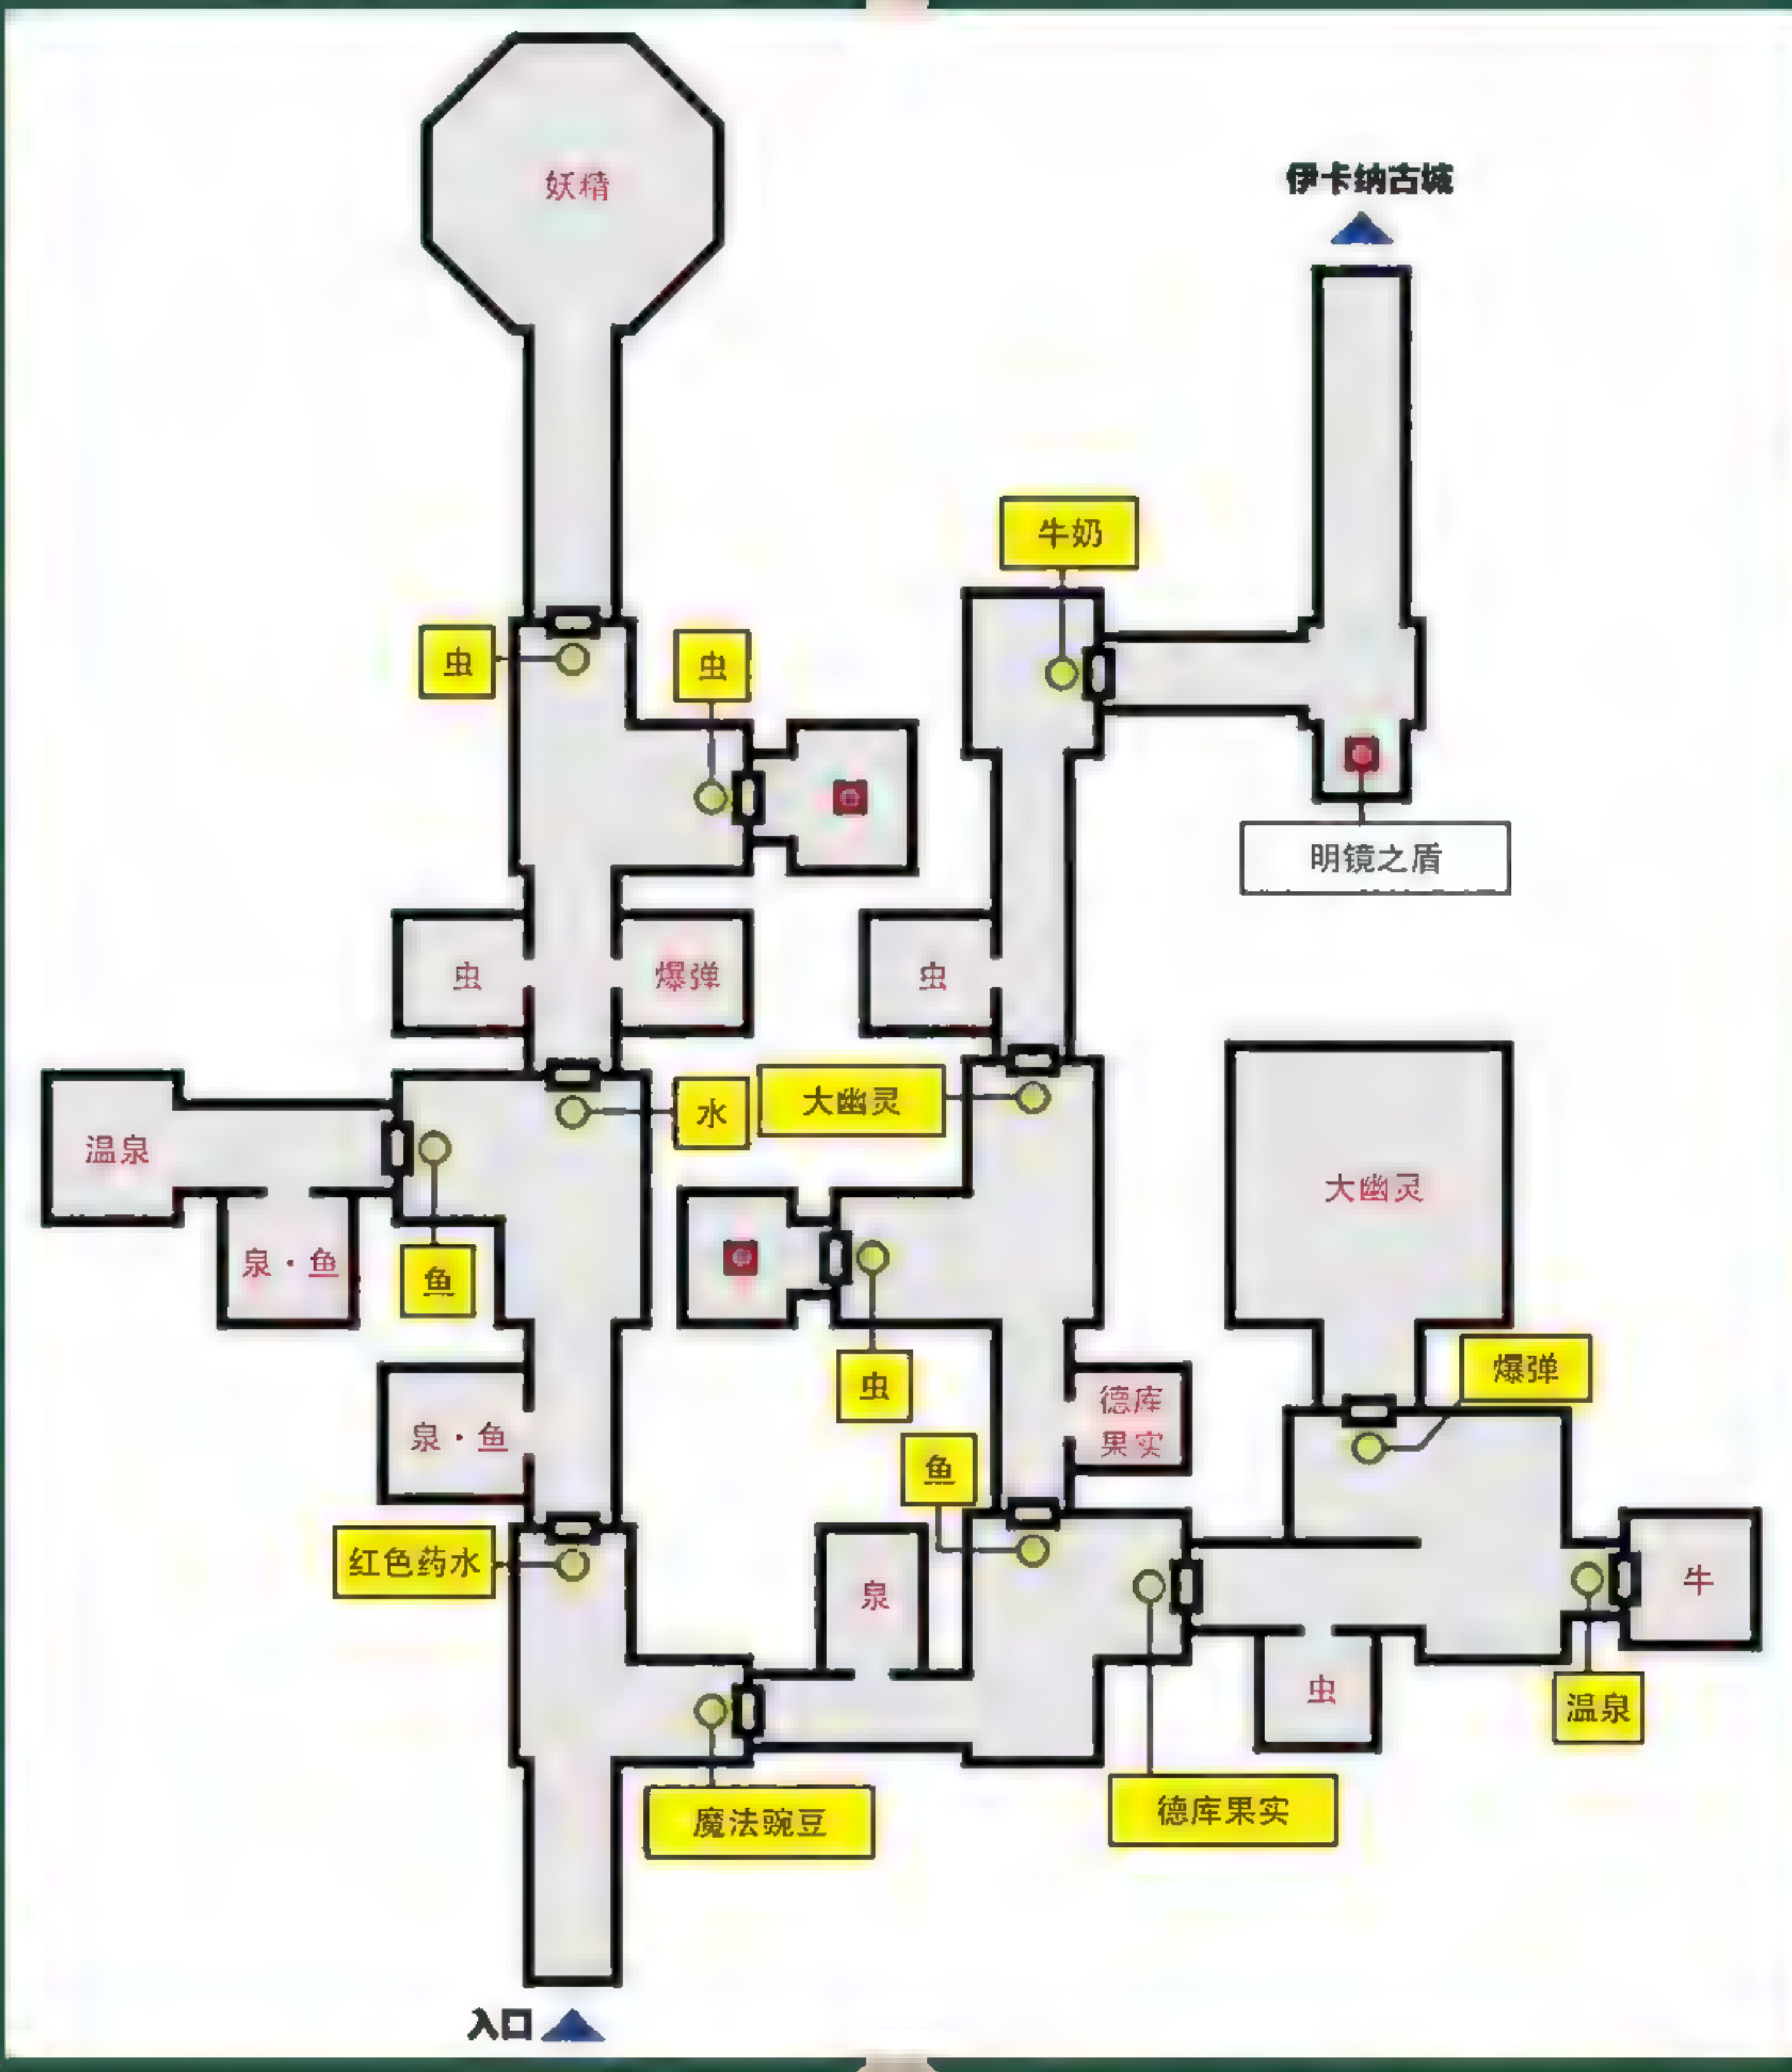 妖精
伊卡纳古城
牛奶
虫
虫
明镜之盾
虫
爆弹
虫
水
大幽灵
温泉
大幽灵
泉·鱼
鱼
虫
爆弹
德库
果实
泉·鱼
鱼
红色药水
泉
牛
虫
温泉
魔法豌豆
德库果实
入口